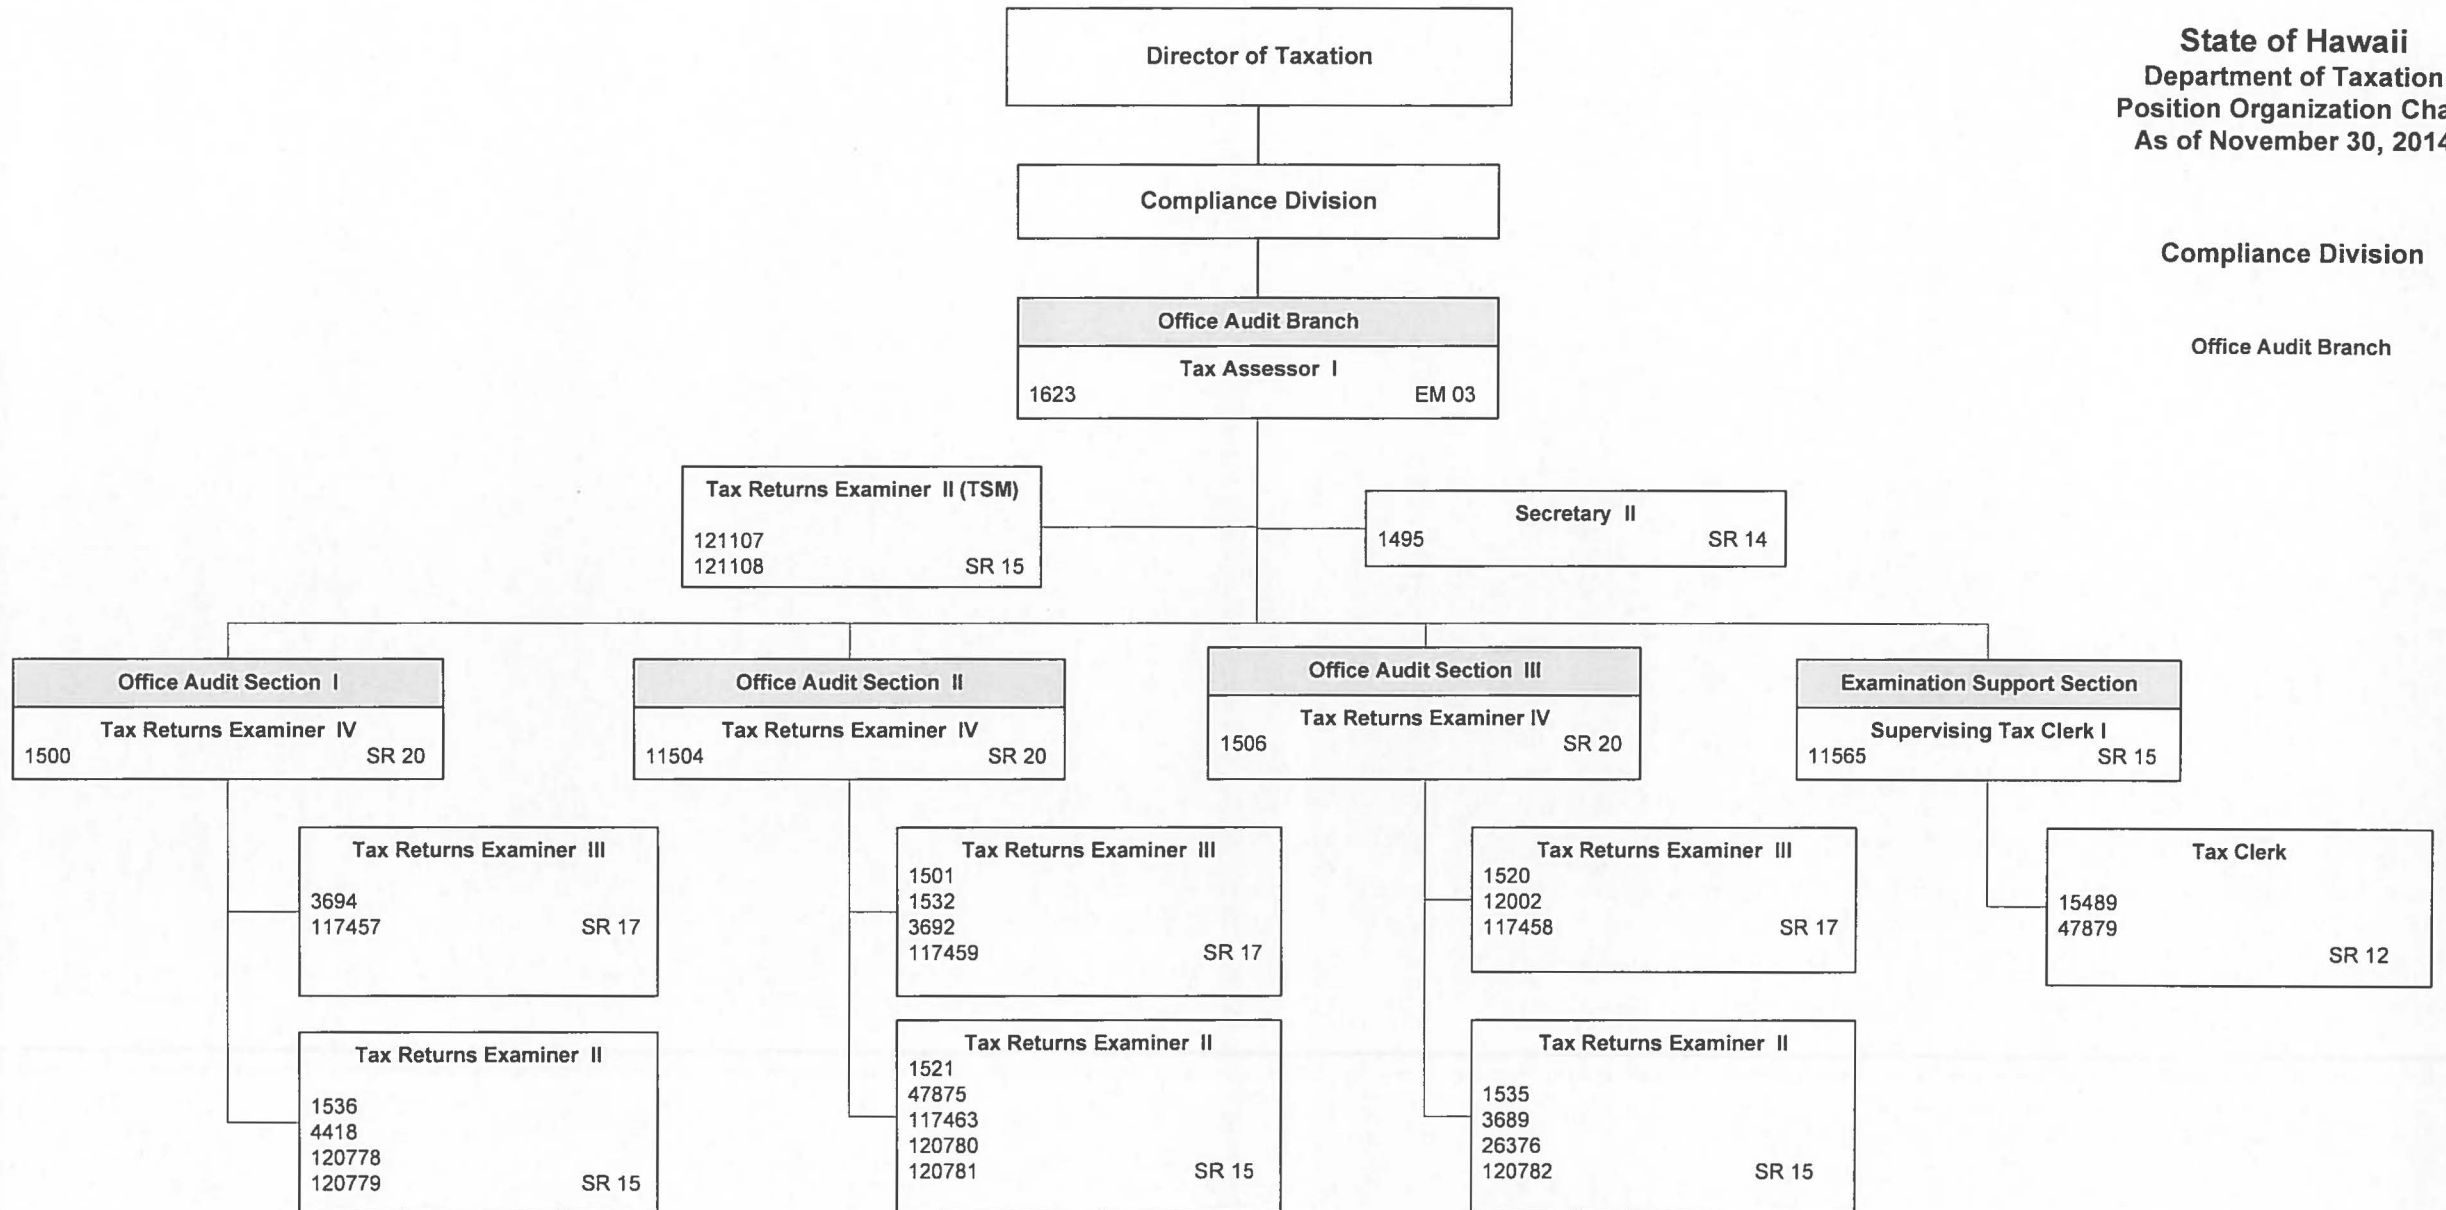 Director of Taxation
State of Hawaii
Department of Taxation
Position Organization Cha
As of November 30, 2014
Compliance Division
Compliance Division
Office Audit Branch
Office Audit Branch
Tax Assessor I
1623 EM 03
Tax Returns Examiner II (TSM)
121107
121108 SR 15
Secretary II
1495 SR 14
Office Audit Section I
Tax Returns Examiner IV
1500 SR 20
Office Audit Section II
Tax Returns Examiner IV
11504 SR 20
Office Audit Section III
Tax Returns Examiner IV
1506 SR 20
Examination Support Section
Supervising Tax Clerk I
11565 SR 15
Tax Returns Examiner III
3694
117457 SR 17
Tax Returns Examiner III
1501
1532
3692
117459 SR 17
Tax Returns Examiner III
1520
12002
117458 SR 17
Tax Clerk
15489
47879
SR 12
Tax Returns Examiner II
1536
4418
120778
120779 SR 15
Tax Returns Examiner II
1521
47875
117463
120780
120781 SR 15
Tax Returns Examiner II
1535
3689
26376
120782 SR 15